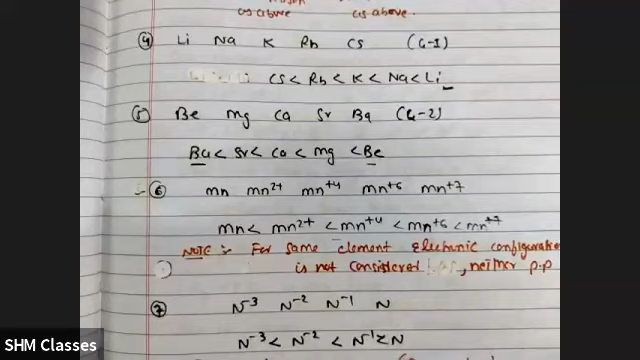 as above as above.
④ Li Na K Rb Cs (G-1)
Cs < Rb < K < Na < Li
⑤ Be Mg Ca Sr Ba (G-2)
Ba < Sr < Ca < Mg < Be
⑥ Mn Mn²⁺ Mn⁺⁴ Mn⁺⁶ Mn⁺⁷
Mn < Mn²⁺ < Mn⁺⁴ < Mn⁺⁶ < Mn⁺⁷
NOTE :- For same element Electronic configuration
is not consistered, neither p.p
⑦ N⁻³ N⁻² N⁻¹ N
N⁻³ < N⁻² < N⁻¹ < N
SHM Classes